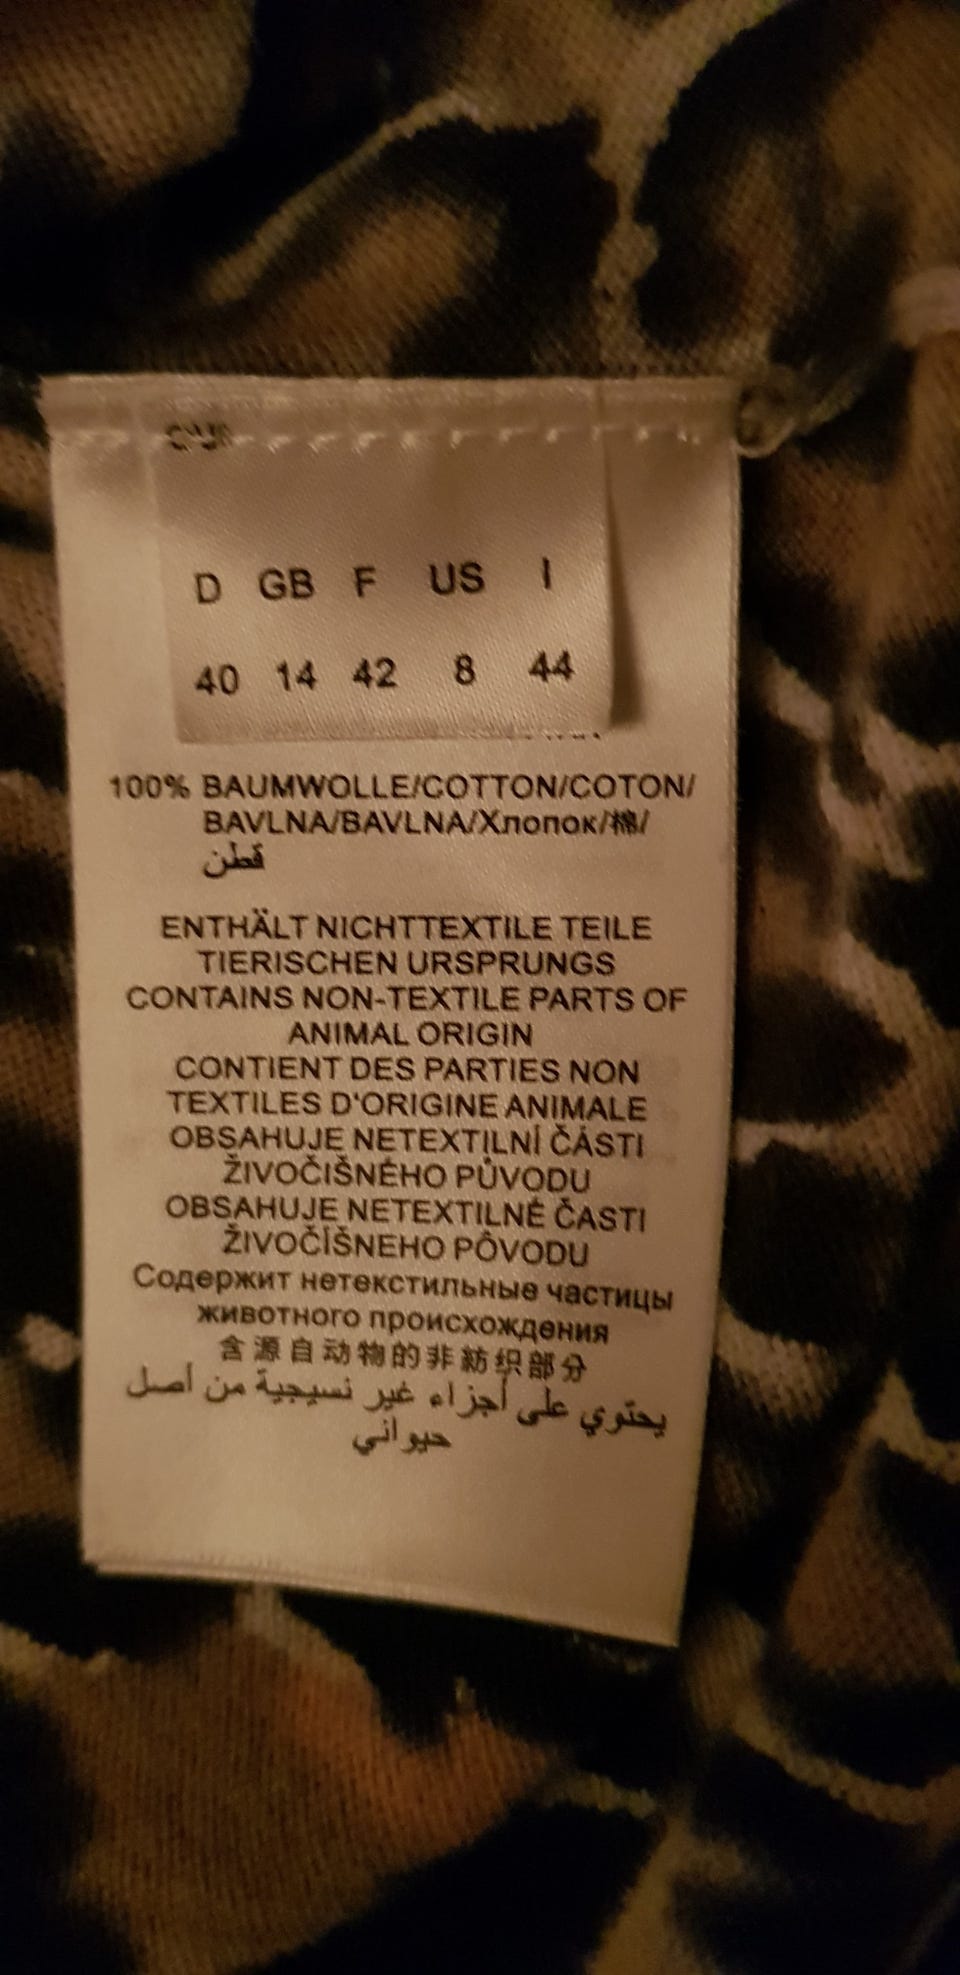 D GB F US I
40 14 42 8 44
100% BAUMWOLLE/COTTON/COTON/
BAVLNA/BAVLNA/Хлопок/棉/
قطن
ENTHÄLT NICHTTEXTILE TEILE
TIERISCHEN URSPRUNGS
CONTAINS NON-TEXTILE PARTS OF
ANIMAL ORIGIN
CONTIENT DES PARTIES NON
TEXTILES D'ORIGINE ANIMALE
OBSAHUJE NETEXTILNÍ ČÁSTI
ŽIVOČIŠNÉHO PŮVODU
OBSAHUJE NETEXTILNÉ ČASTI
ŽIVOČÍŠNEHO PÔVODU
Содержит нетекстильные частицы
животного происхождения
含源自动物的非紡织部分
يحتوي على أجزاء غير نسيجية من أصل
حيواني